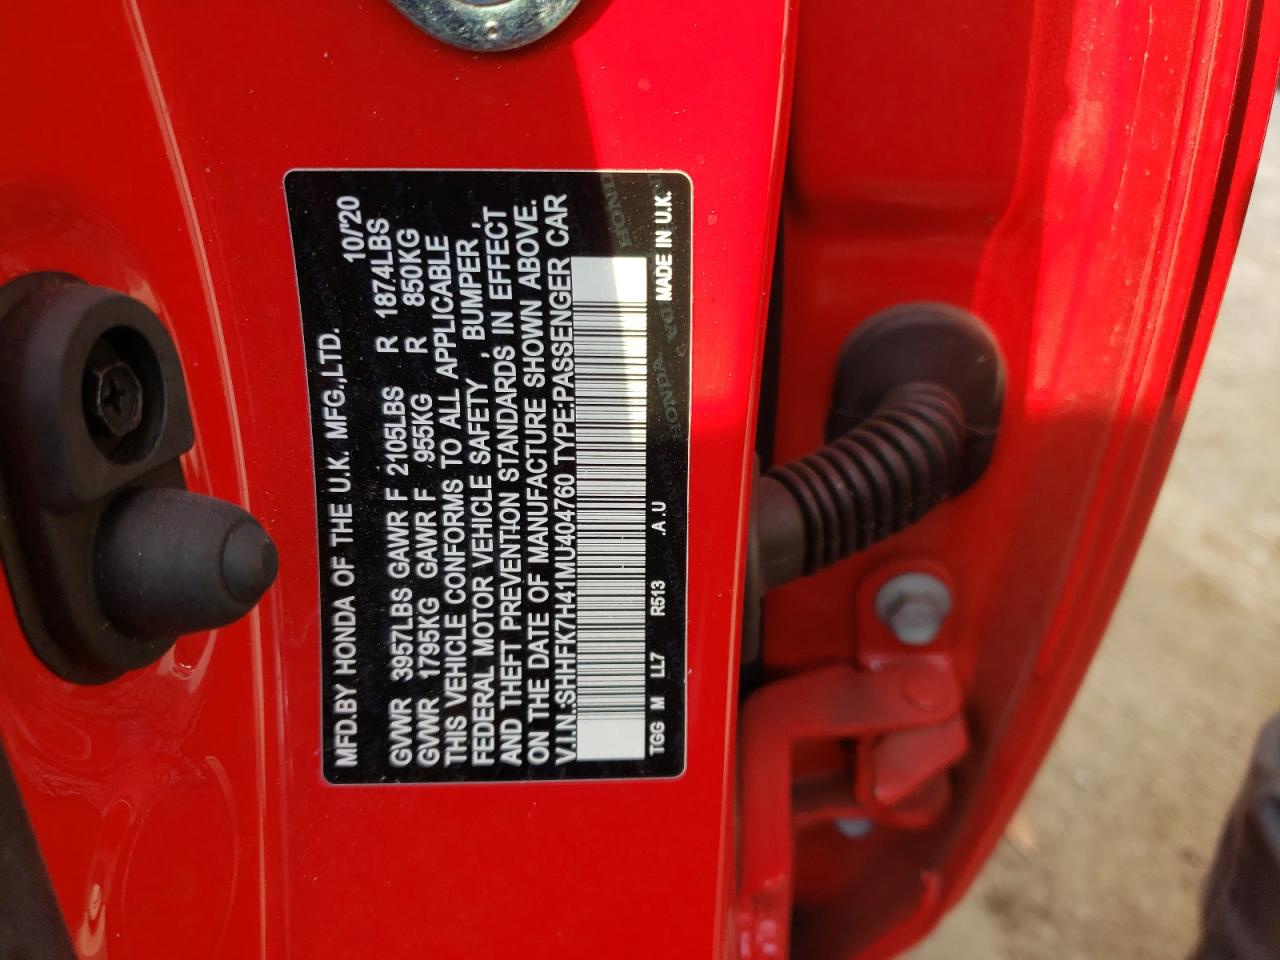 MFD.BY HONDA OF THE U.K. MFG.,LTD. 10/'20
GVWR 3957LBS GAWR F 2105LBS R 1874LBS
GVWR 1795KG GAWR F 955KG R 850KG
THIS VEHICLE CONFORMS TO ALL APPLICABLE
FEDERAL MOTOR VEHICLE SAFETY , BUMPER ,
AND THEFT PREVENTION STANDARDS IN EFFECT
ON THE DATE OF MANUFACTURE SHOWN ABOVE.
V.I.N.:SHHFK7H41MU404760 TYPE:PASSENGER CAR
TGG M LL7 R513 .A.U MADE IN U.K.
HONDA